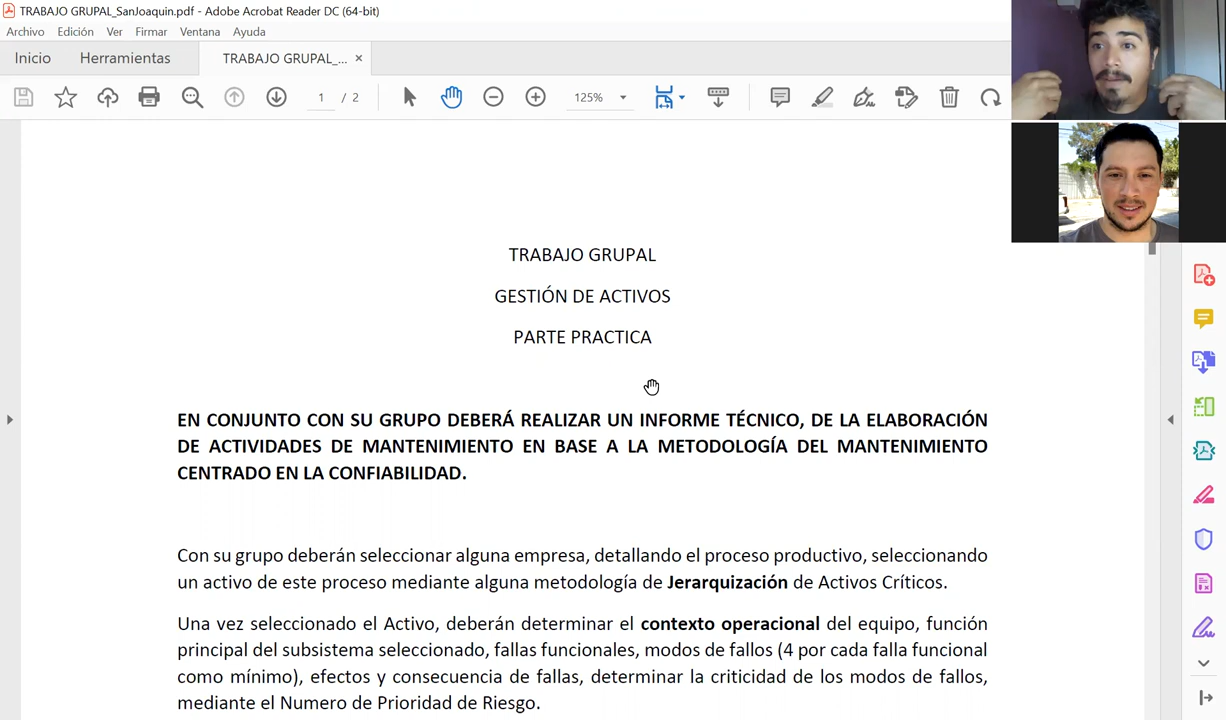 TRABAJO GRUPAL_SanJoaquin.pdf - Adobe Acrobat Reader DC (64-bit)
Archivo Edición Ver Firmar Ventana Ayuda
Inicio Herramientas TRABAJO GRUPAL_... ×
1 / 2 125%
TRABAJO GRUPAL
GESTIÓN DE ACTIVOS
PARTE PRACTICA
EN CONJUNTO CON SU GRUPO DEBERÁ REALIZAR UN INFORME TÉCNICO, DE LA ELABORACIÓN
DE ACTIVIDADES DE MANTENIMIENTO EN BASE A LA METODOLOGÍA DEL MANTENIMIENTO
CENTRADO EN LA CONFIABILIDAD.
Con su grupo deberán seleccionar alguna empresa, detallando el proceso productivo, seleccionando
un activo de este proceso mediante alguna metodología de Jerarquización de Activos Críticos.
Una vez seleccionado el Activo, deberán determinar el contexto operacional del equipo, función
principal del subsistema seleccionado, fallas funcionales, modos de fallos (4 por cada falla funcional
como mínimo), efectos y consecuencia de fallas, determinar la criticidad de los modos de fallos,
mediante el Numero de Prioridad de Riesgo.